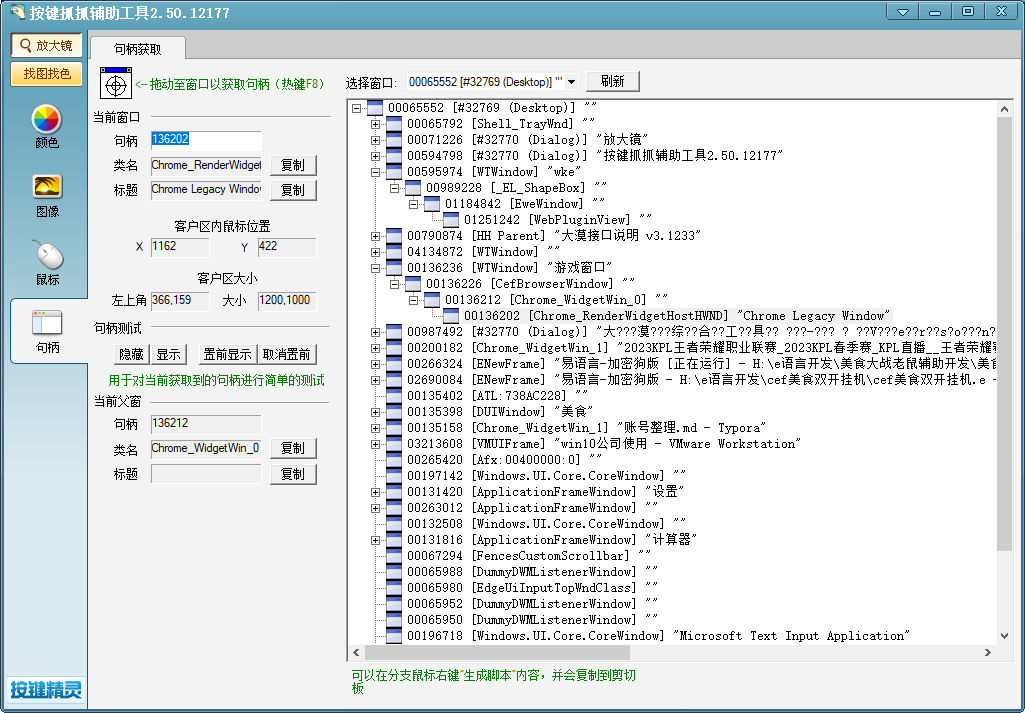 按键抓抓辅助工具2.50.12177
放大镜
找图找色
颜色
图像
鼠标
句柄
按键精灵
句柄获取
<-- 拖动至窗口以获取句柄（热键F8）
当前窗口
句柄 136202
类名 Chrome_RenderWidget 复制
标题 Chrome Legacy Windo 复制
客户区内鼠标位置
X 1162 Y 422
客户区大小
左上角 366,159 大小 1200,1000
句柄测试
隐藏 显示 置前显示 取消置前
用于对当前获取到的句柄进行简单的测试
当前父窗
句柄 136212
类名 Chrome_WidgetWin_0 复制
标题 复制
选择窗口: 00065552 [#32769 (Desktop)] "" 刷新
00065552 [#32769 (Desktop)] ""
00065792 [Shell_TrayWnd] ""
00071226 [#32770 (Dialog)] "放大镜"
00594798 [#32770 (Dialog)] "按键抓抓辅助工具2.50.12177"
00595974 [WTWindow] "wke"
00989228 [_EL_ShapeBox] ""
01184842 [EweWindow] ""
01251242 [WebPluginView] ""
00790874 [HH Parent] "大漠接口说明 v3.1233"
04134872 [WTWindow] ""
00136236 [WTWindow] "游戏窗口"
00136226 [CefBrowserWindow] ""
00136212 [Chrome_WidgetWin_0] ""
00136202 [Chrome_RenderWidgetHostHWND] "Chrome Legacy Window"
00987492 [#32770 (Dialog)] "大???漠???综??合??工??具?? ???-??? ? ??V???e??r??s?o???n?
00200182 [Chrome_WidgetWin_1] "2023KPL王者荣耀职业联赛_2023KPL春季赛_KPL直播__王者荣耀
00266324 [ENewFrame] "易语言-加密狗版 [正在运行] - H:\e语言开发\美食大战老鼠辅助开发\美
02690084 [ENewFrame] "易语言-加密狗版 - H:\e语言开发\cef美食双开挂机\cef美食双开挂机.e -
00135402 [ATL:738AC228] ""
00135398 [DUIWindow] "美食"
00135158 [Chrome_WidgetWin_1] "账号整理.md - Typora"
03213608 [VMUIFrame] "win10公司使用 - VMware Workstation"
00265420 [Afx:00400000:0] ""
00197142 [Windows.UI.Core.CoreWindow] ""
00131420 [ApplicationFrameWindow] "设置"
00263012 [ApplicationFrameWindow] ""
00132508 [Windows.UI.Core.CoreWindow] ""
00131816 [ApplicationFrameWindow] "计算器"
00067294 [FencesCustomScrollbar] ""
00065988 [DummyDWMListenerWindow] ""
00065980 [EdgeUiInputTopWndClass] ""
00065952 [DummyDWMListenerWindow] ""
00065950 [DummyDWMListenerWindow] ""
00196718 [Windows.UI.Core.CoreWindow] "Microsoft Text Input Application"
可以在分支鼠标右键"生成脚本"内容，并会复制到剪切
板